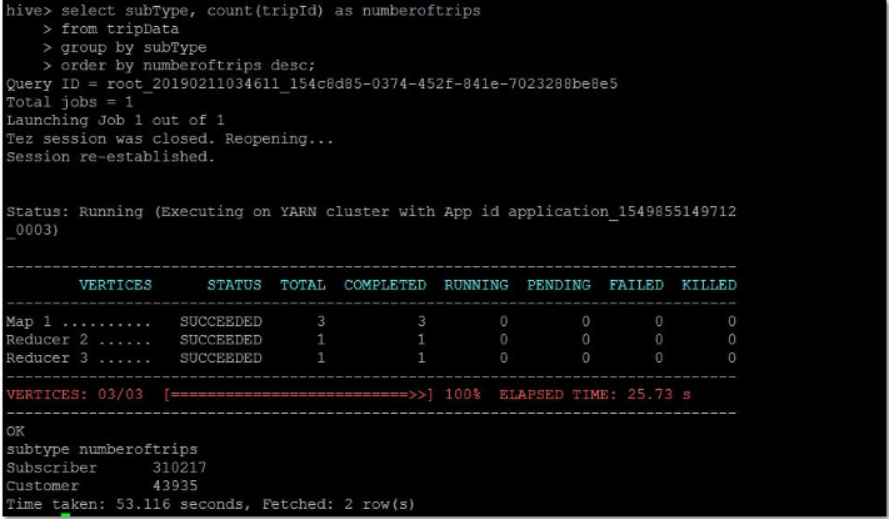 hive> select subType, count(tripId) as numberoftrips
> from tripData
> group by subType
> order by numberoftrips desc;
Query ID = root_20190211034611_154c8d85-0374-452f-841e-7023288be8e5
Total jobs = 1
Launching Job 1 out of 1
Tez session was closed. Reopening...
Session re-established.
Status: Running (Executing on YARN cluster with App id application_1549855149712
_0003)
--------------------------------------------------------------------------------
VERTICES STATUS TOTAL COMPLETED RUNNING PENDING FAILED KILLED
--------------------------------------------------------------------------------
Map 1 .......... SUCCEEDED 3 3 0 0 0 0
Reducer 2 ...... SUCCEEDED 1 1 0 0 0 0
Reducer 3 ...... SUCCEEDED 1 1 0 0 0 0
--------------------------------------------------------------------------------
VERTICES: 03/03 [==========================>>] 100% ELAPSED TIME: 25.73 s
--------------------------------------------------------------------------------
OK
subtype numberoftrips
Subscriber 310217
Customer 43935
Time taken: 53.116 seconds, Fetched: 2 row(s)